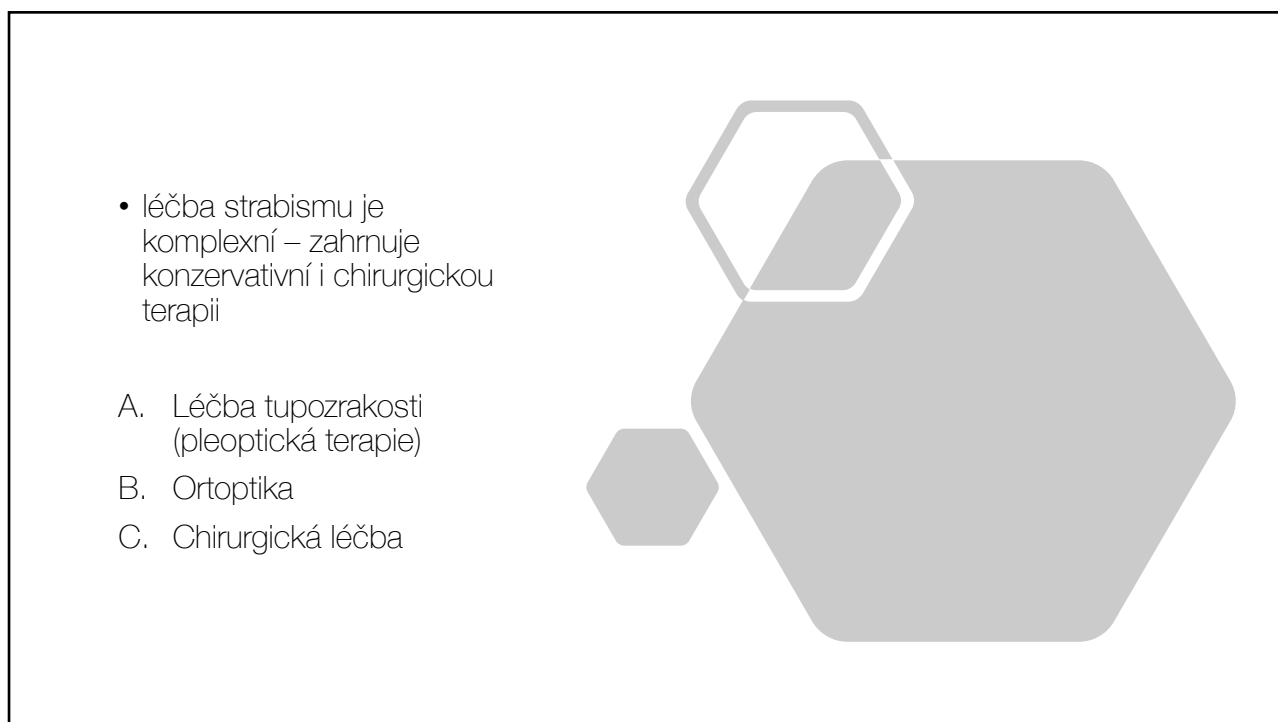 • léčba strabismu je
komplexní – zahrnuje
konzervativní i chirurgickou
terapii
A. Léčba tupozrakosti
(pleoptická terapie)
B. Ortoptika
C. Chirurgická léčba